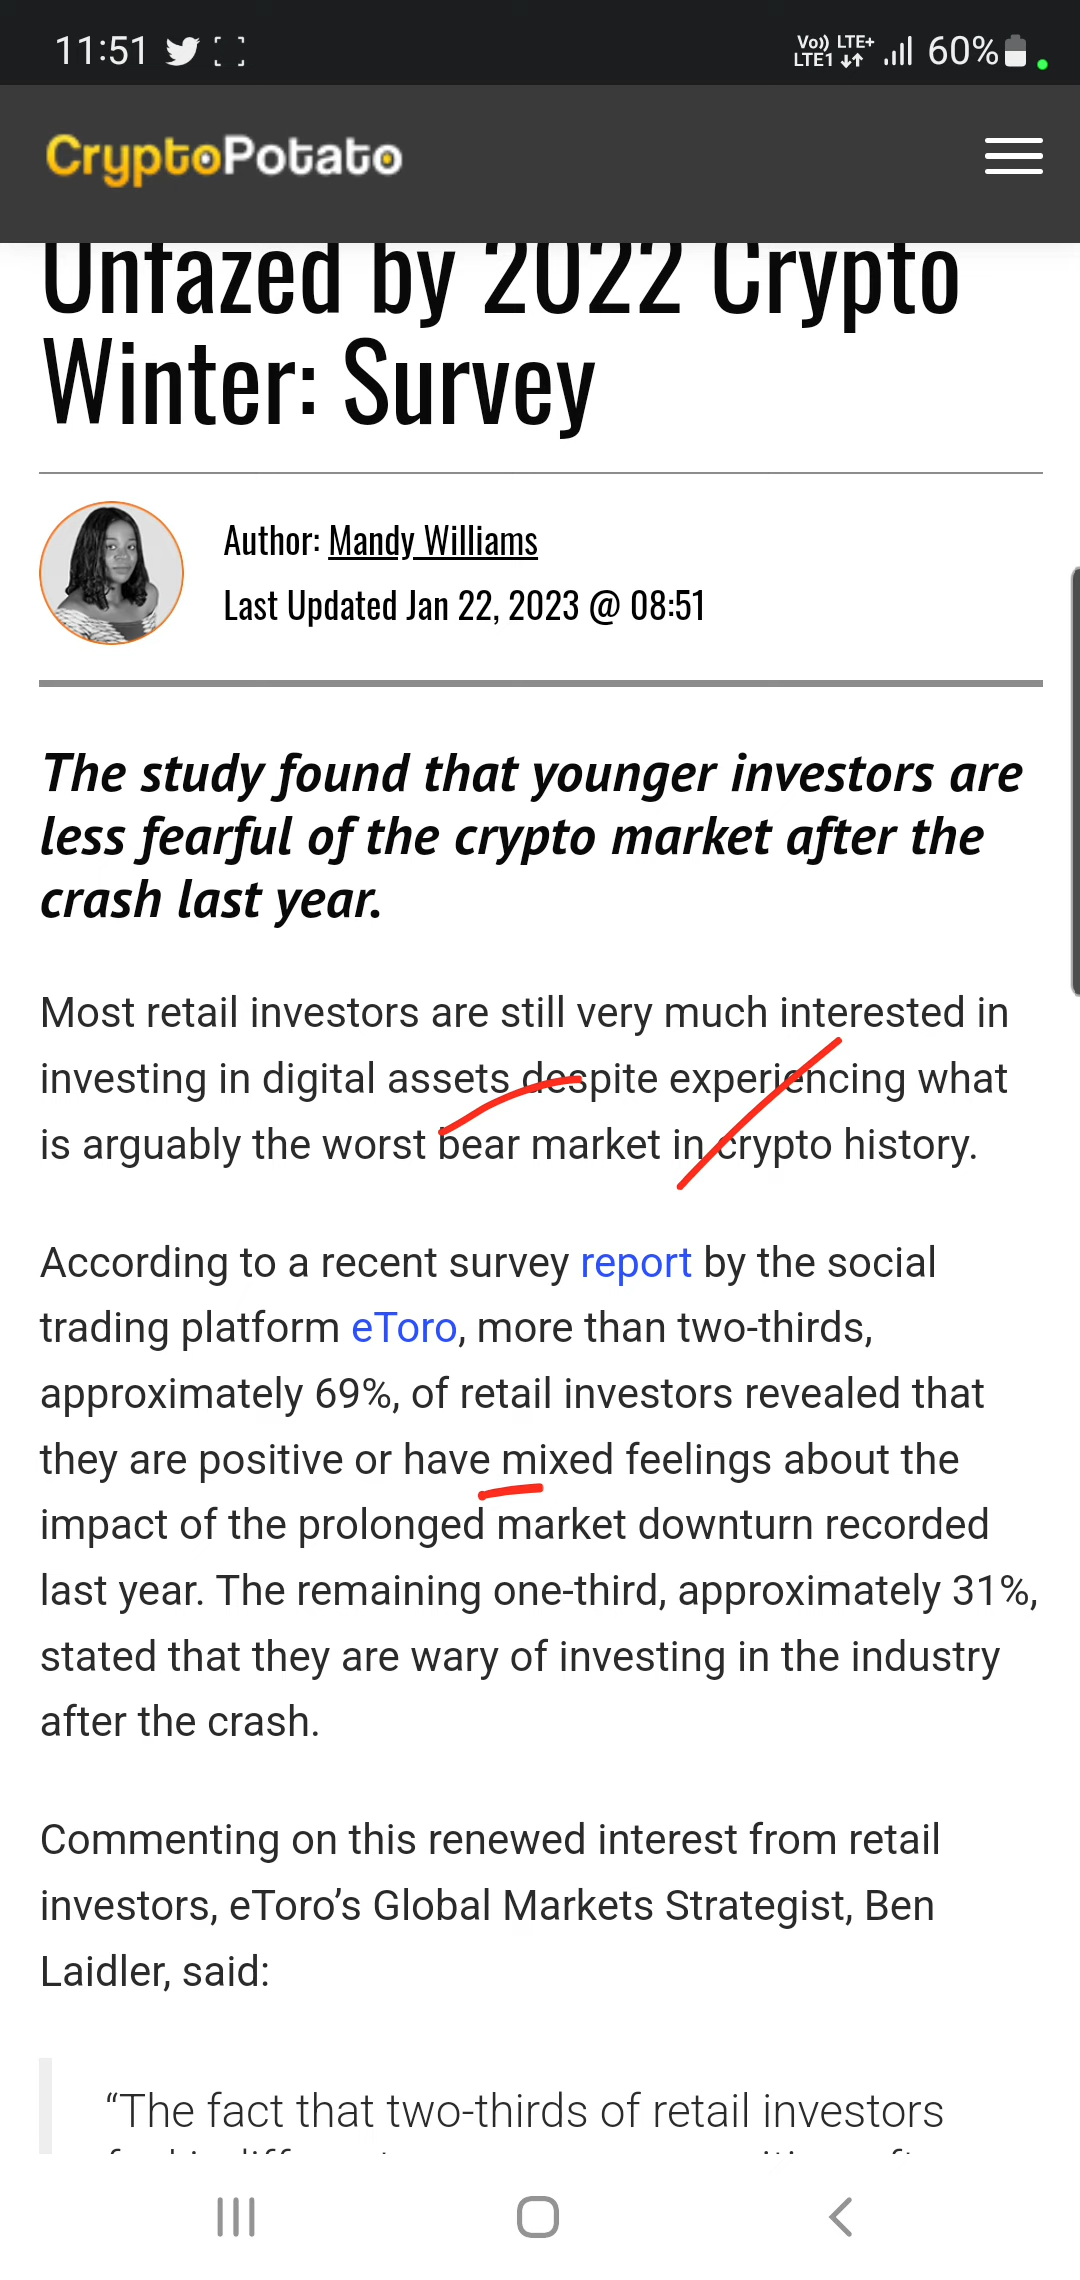 11:51
Vo)) LTE+
LTE1
60%
CryptoPotato
Unfazed by 2022 Crypto
Winter: Survey
Author: Mandy Williams
Last Updated Jan 22, 2023 @ 08:51
The study found that younger investors are
less fearful of the crypto market after the
crash last year.
Most retail investors are still very much interested in
investing in digital assets despite experiencing what
is arguably the worst bear market in crypto history.
According to a recent survey report by the social
trading platform eToro, more than two-thirds,
approximately 69%, of retail investors revealed that
they are positive or have mixed feelings about the
impact of the prolonged market downturn recorded
last year. The remaining one-third, approximately 31%,
stated that they are wary of investing in the industry
after the crash.
Commenting on this renewed interest from retail
investors, eToro’s Global Markets Strategist, Ben
Laidler, said:
“The fact that two-thirds of retail investors